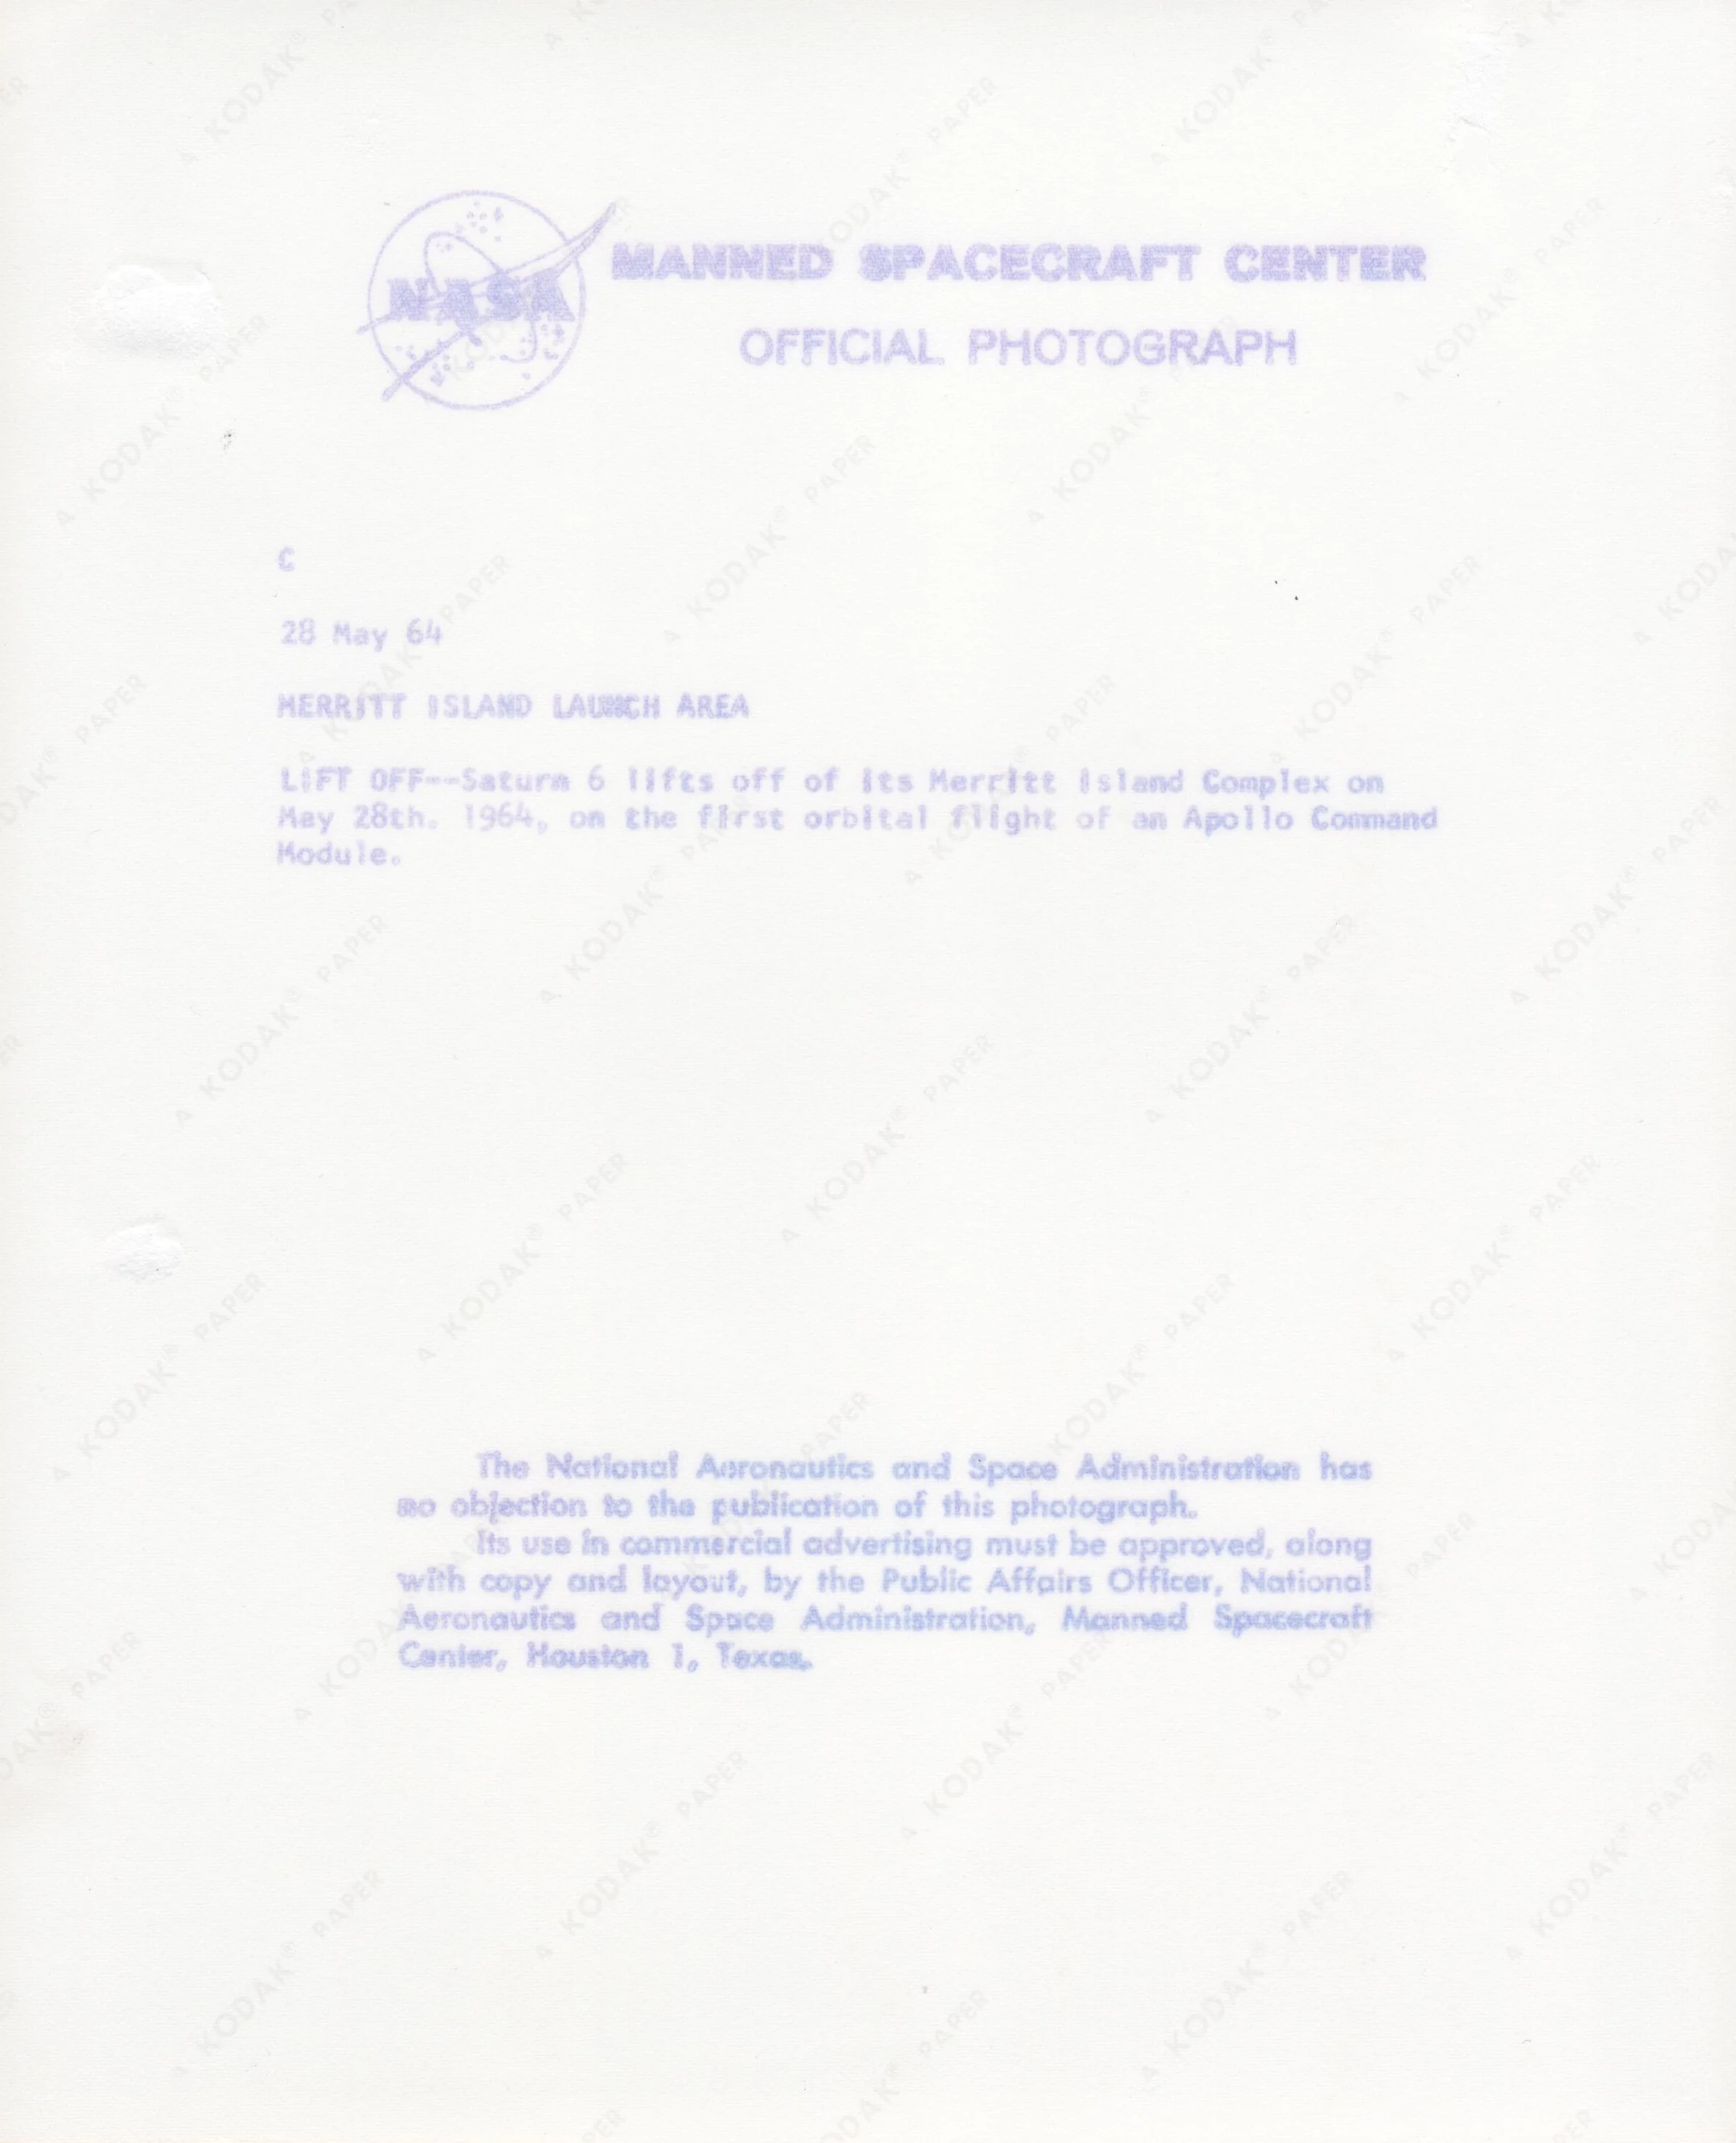 NASA
MANNED SPACECRAFT CENTER
OFFICIAL PHOTOGRAPH
C
28 May 64
MERRITT ISLAND LAUNCH AREA
LIFT OFF--Saturn 6 lifts off of its Merritt Island Complex on
May 28th. 1964, on the first orbital flight of an Apollo Command
Module.
The National Aeronautics and Space Administration has
no objection to the publication of this photograph.
Its use in commercial advertising must be approved, along
with copy and layout, by the Public Affairs Officer, National
Aeronautics and Space Administration, Manned Spacecraft
Center, Houston 1, Texas.
KODAK® PAPER